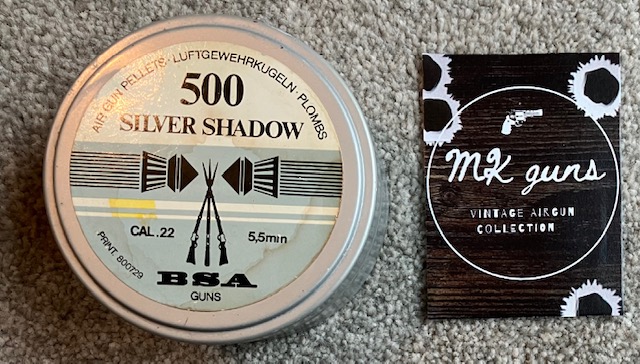 AIR GUN PELLETS · LUFTGEWEHRKUGELN · PLOMBS
500
SILVER SHADOW
CAL .22 5,5mm
PRINT. 800729
BSA
GUNS
MK guns
VINTAGE AIRGUN
COLLECTION